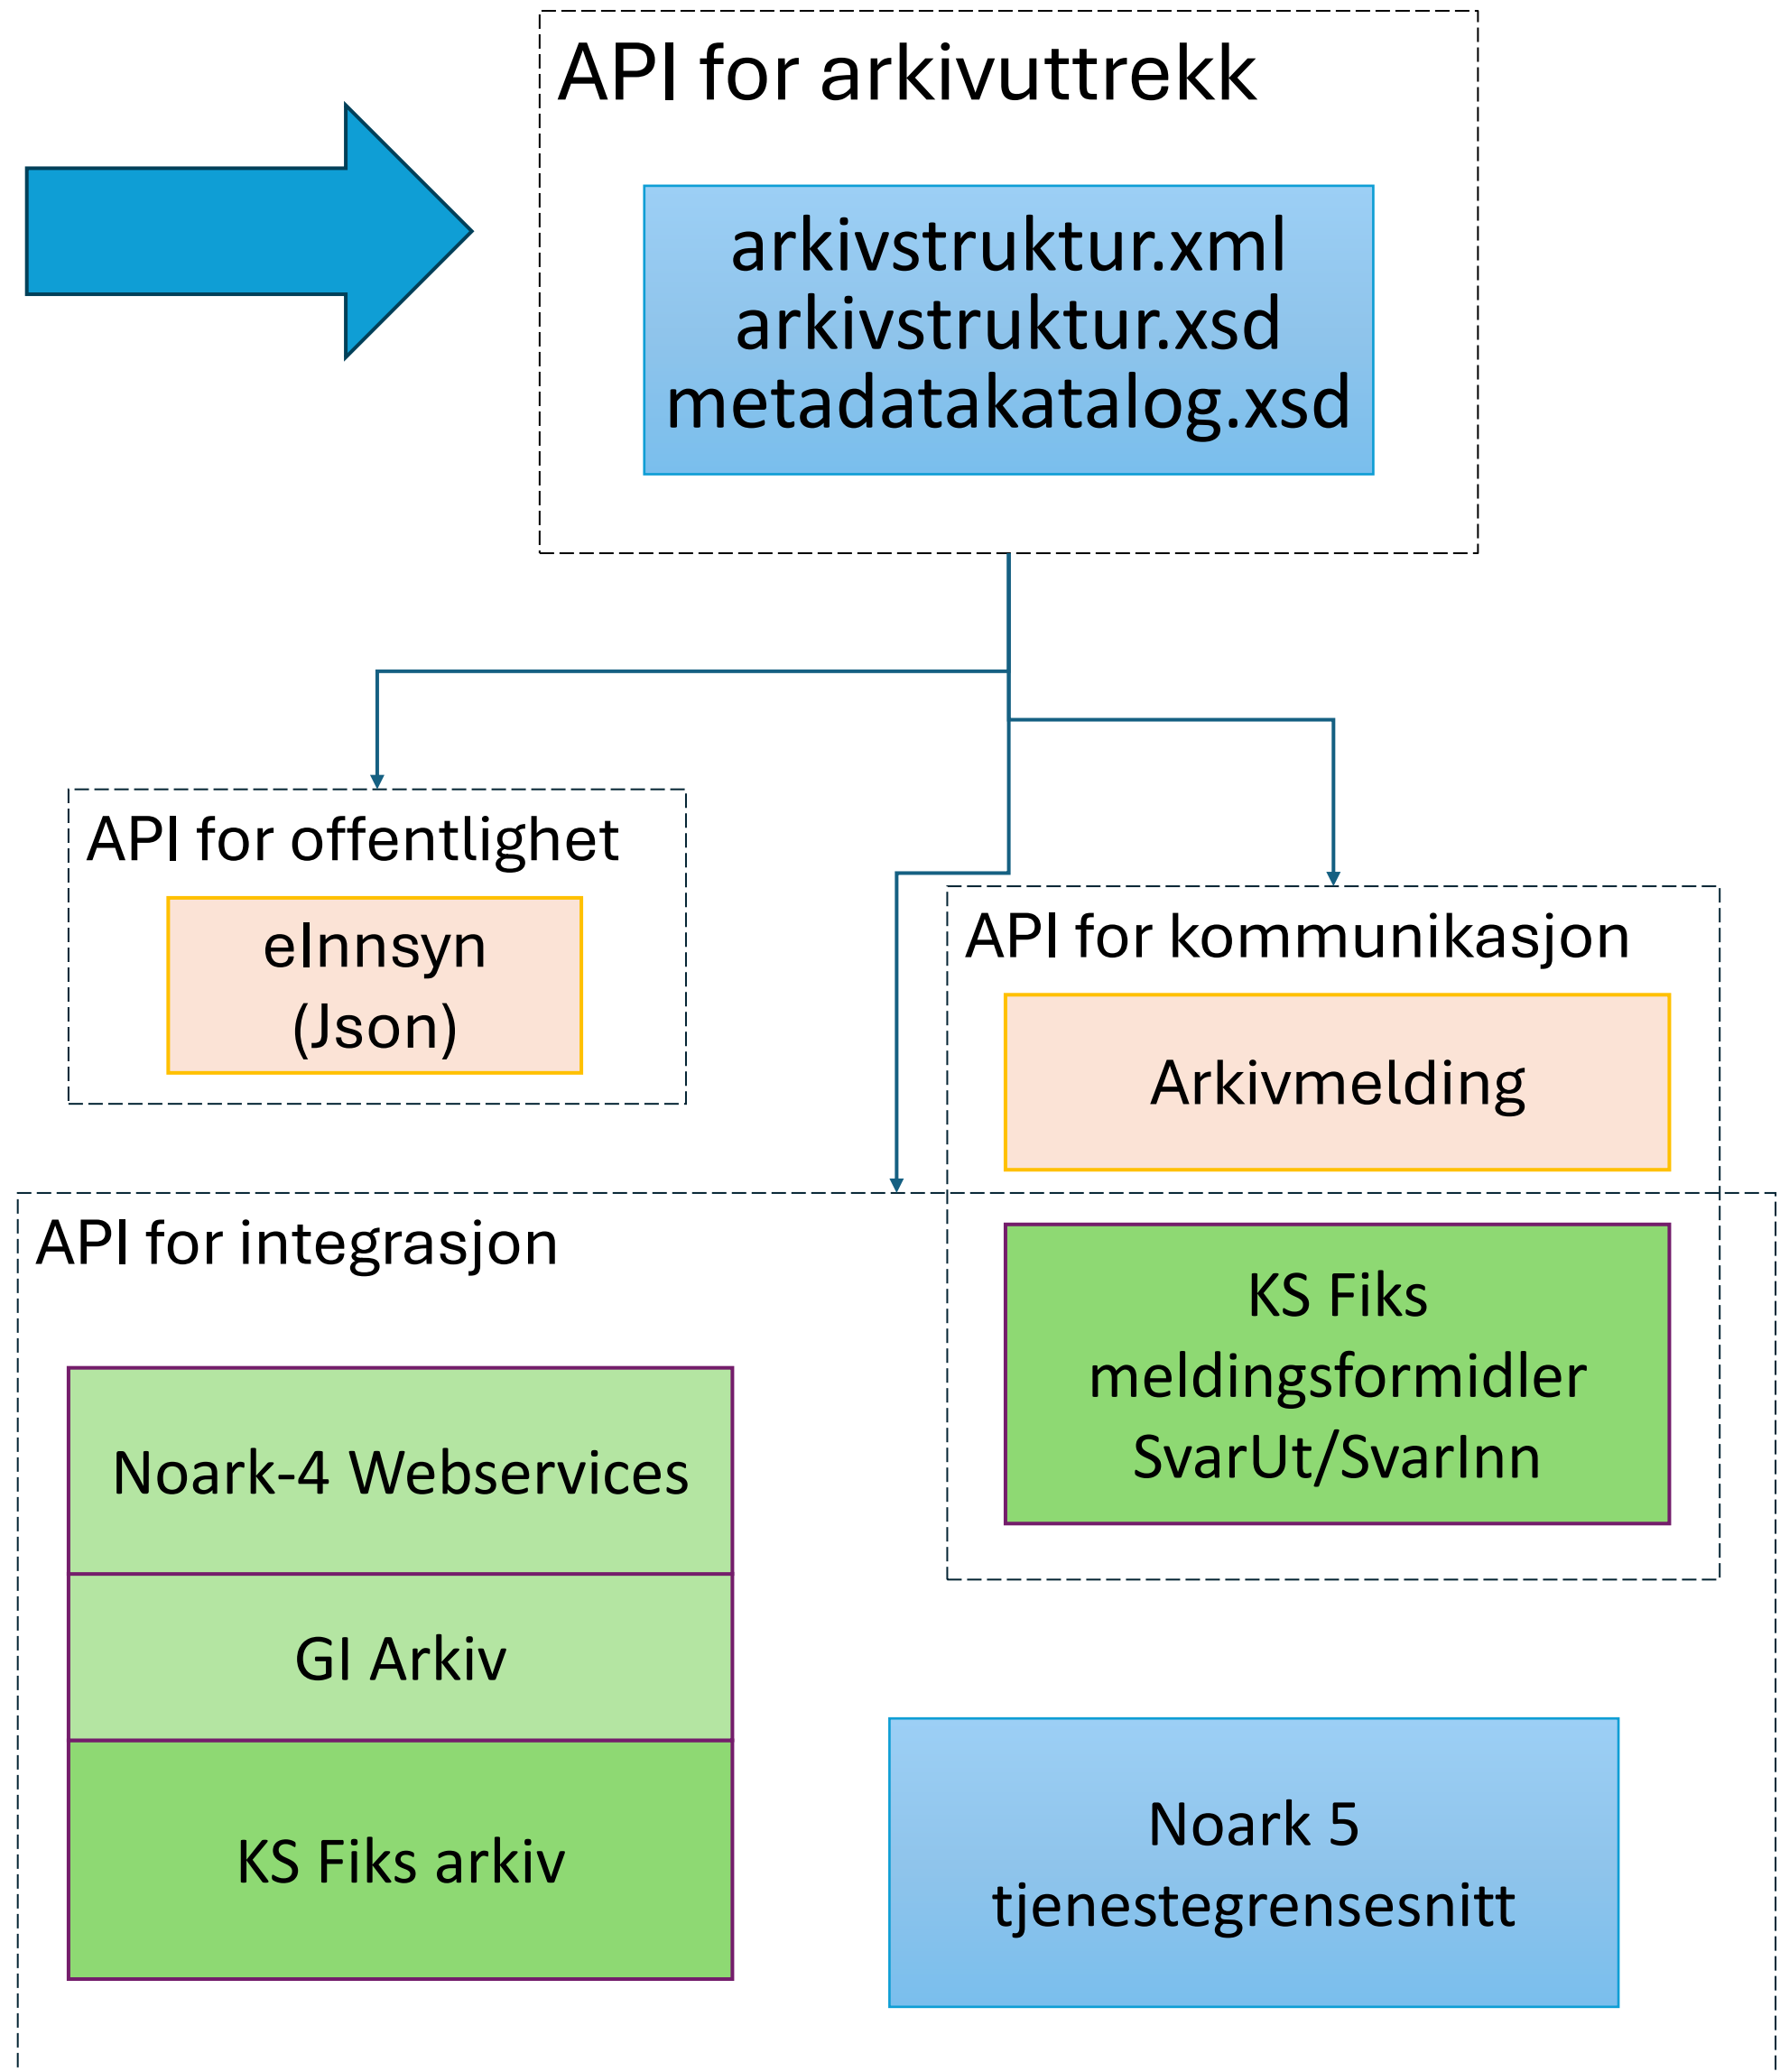 API for arkivuttrekk
arkivstruktur.xml
arkivstruktur.xsd
metadatakatalog.xsd
API for offentlighet
eInnsyn
(Json)
API for kommunikasjon
Arkivmelding
API for integrasjon
KS Fiks
meldingsformidler
SvarUt/SvarInn
Noark-4 Webservices
GI Arkiv
KS Fiks arkiv
Noark 5
tjenestegrensesnitt